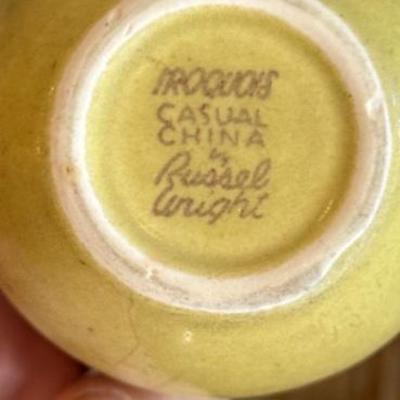 IROQUOIS
CASUAL
CHINA
by
Russel
Wright